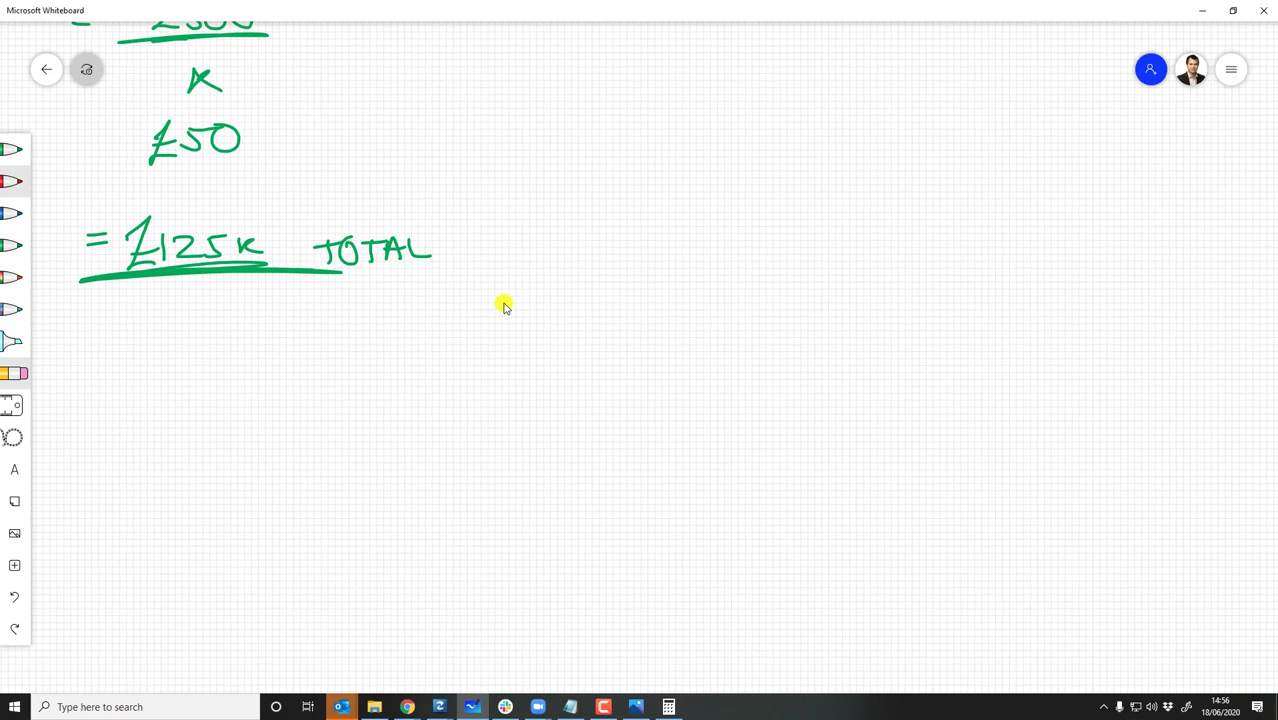 Microsoft Whiteboard
x
£50
= £125K TOTAL
A
Type here to search
14:56
18/06/2020